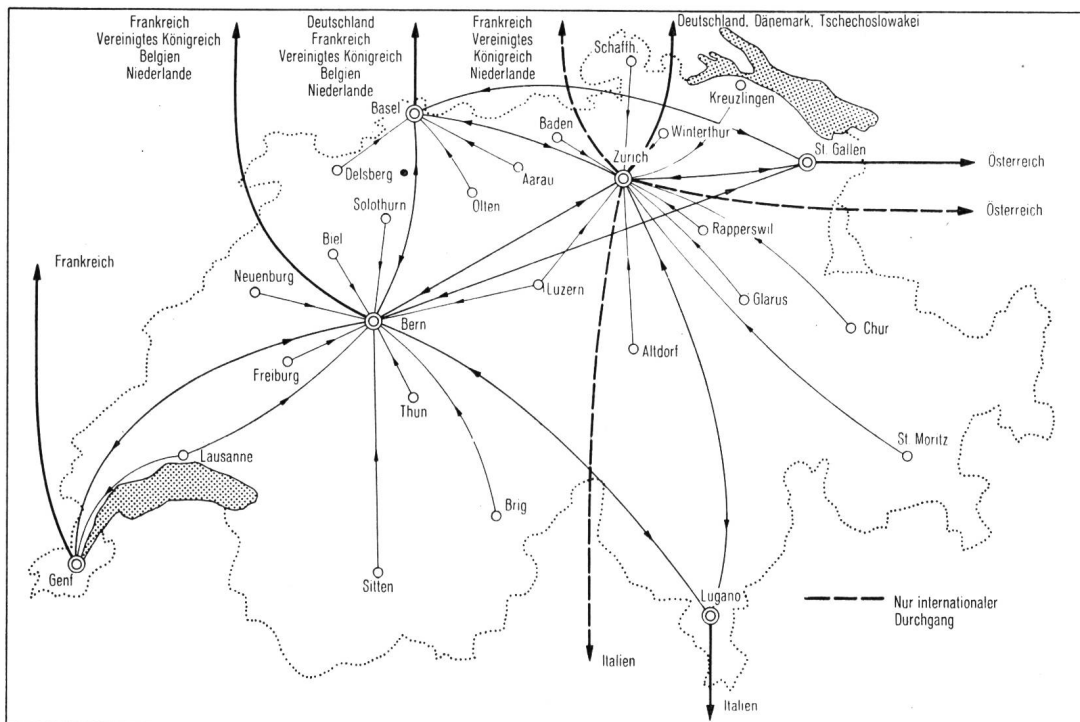 Frankreich
Vereinigtes Königreich
Belgien
Niederlande
Deutschland
Frankreich
Vereinigtes Königreich
Belgien
Niederlande
Frankreich
Vereinigtes
Königreich
Niederlande
Deutschland, Dänemark, Tschechoslowakei
Schaffh.
Kreuzlingen
Basel
Baden
Winterthur
Zürich
St. Gallen
Österreich
Delsberg
Aarau
Olten
Solothurn
Österreich
Rapperswil
Biel
Frankreich
Neuenburg
Luzern
Glarus
Bern
Chur
Altdorf
Freiburg
Thun
St. Moritz
Lausanne
Brig
Genf
Sitten
Lugano
Nur internationaler
Durchgang
Italien
Italien